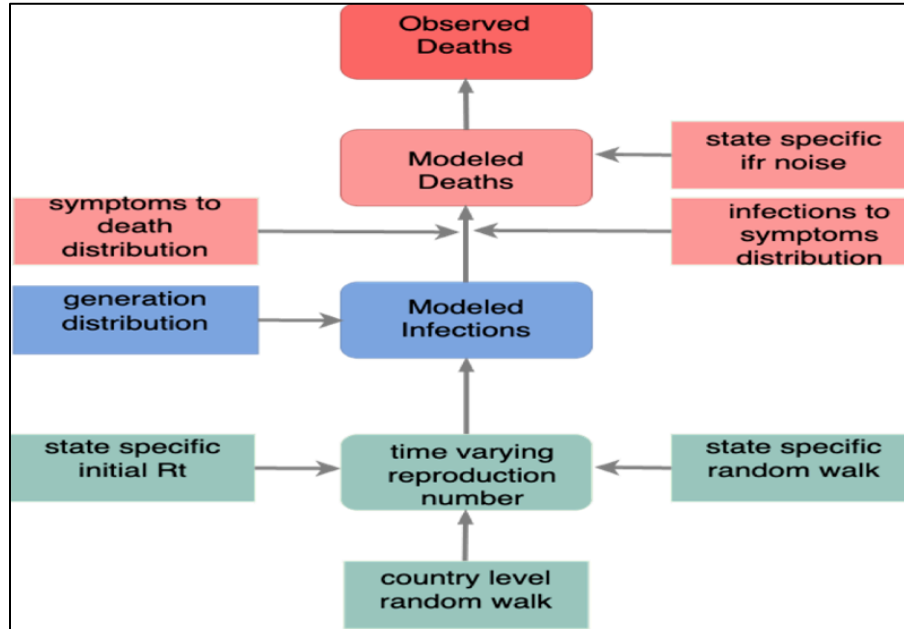 Observed
Deaths
Modeled
Deaths
state specific
ifr noise
symptoms to
death
distribution
infections to
symptoms
distribution
generation
distribution
Modeled
Infections
state specific
initial Rt
time varying
reproduction
number
state specific
random walk
country level
random walk